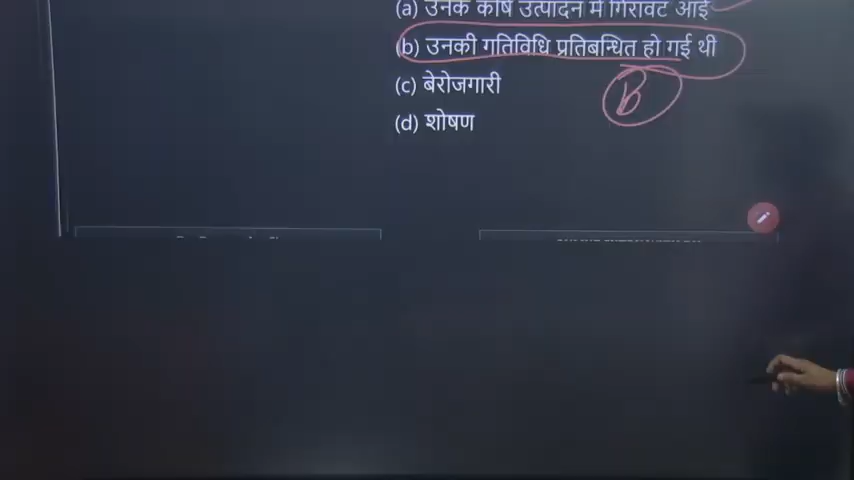 (a) उनके कृषि उत्पादन में गिरावट आई
(b) उनकी गतिविधि प्रतिबन्धित हो गई थी
B
(c) बेरोजगारी
(d) शोषण